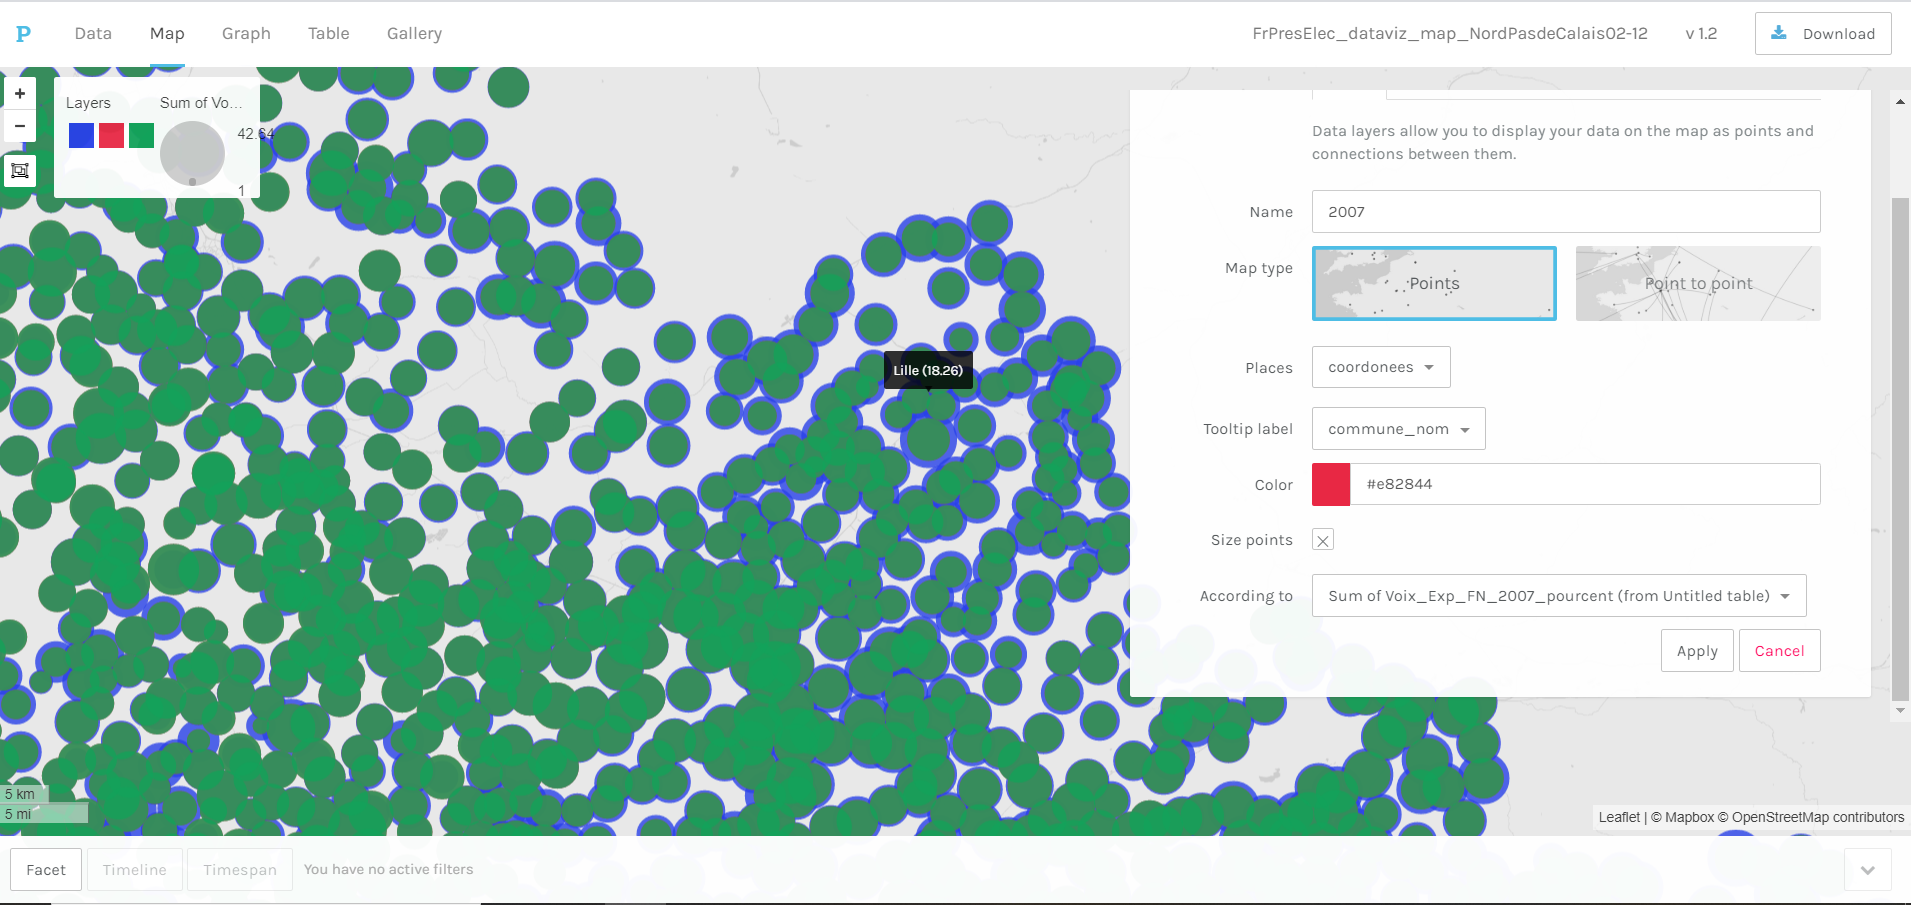 P Data Map Graph Table Gallery FrPresElec_dataviz_map_NordPasdeCalais02-12 v 1.2 Download
+
−
Layers Sum of Vo...
42.64
1
Data layers allow you to display your data on the map as points and
connections between them.
Name 2007
Map type Points Point to point
Places coordonees
Lille (18.26)
Tooltip label commune_nom
Color #e82844
Size points
According to Sum of Voix_Exp_FN_2007_pourcent (from Untitled table)
Apply Cancel
5 km
5 mi
Leaflet | © Mapbox © OpenStreetMap contributors
Facet Timeline Timespan You have no active filters